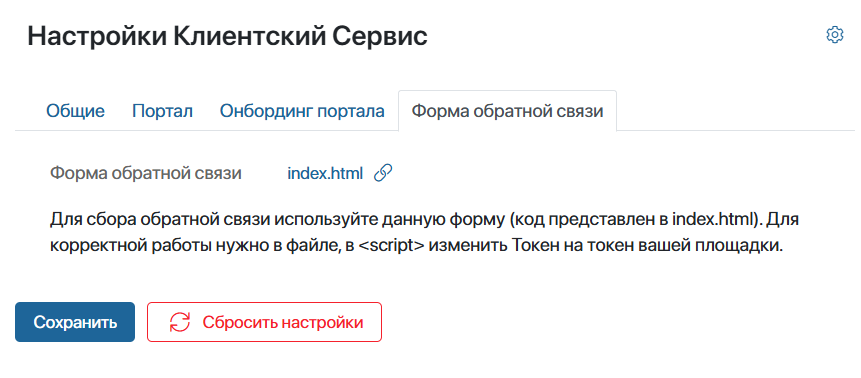 Настройки Клиентский Сервис
Общие Портал Онбординг портала Форма обратной связи
Форма обратной связи index.html
Для сбора обратной связи используйте данную форму (код представлен в index.html). Для
корректной работы нужно в файле, в <script> изменить Токен на токен вашей площадки.
Сохранить Сбросить настройки